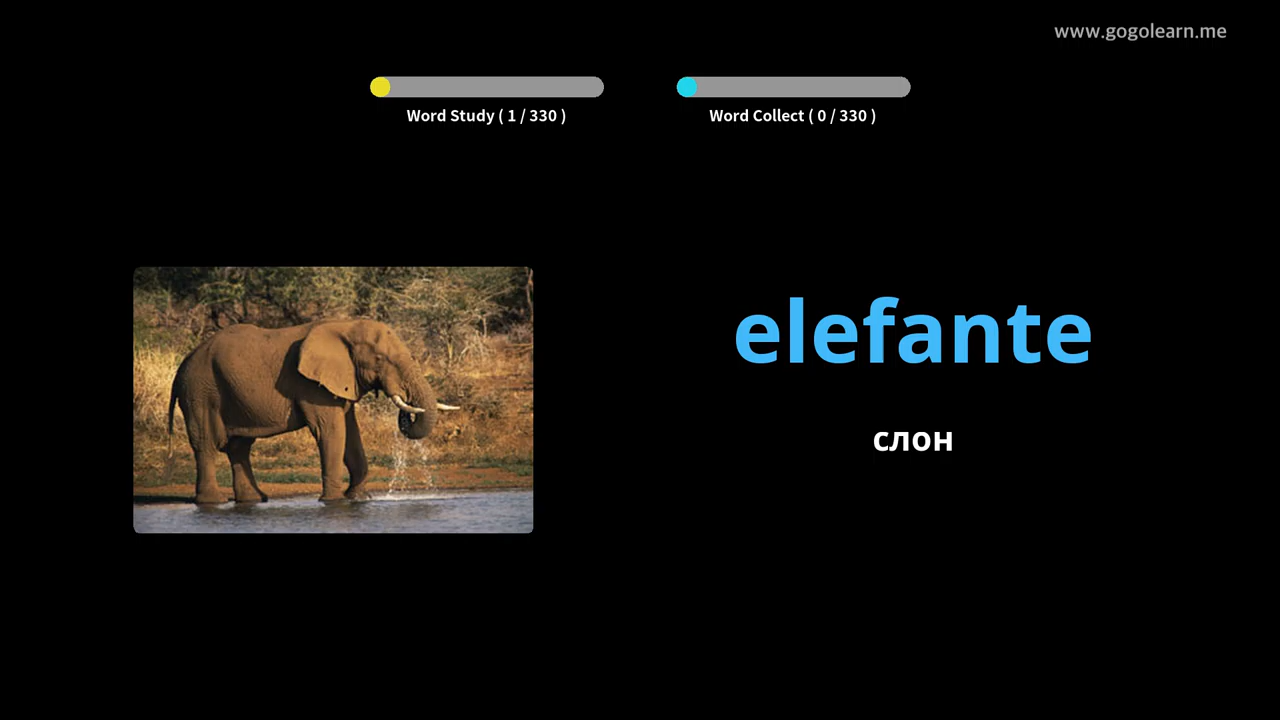 www.gogolearn.me
Word Study ( 1 / 330 )
Word Collect ( 0 / 330 )
elefante
слон